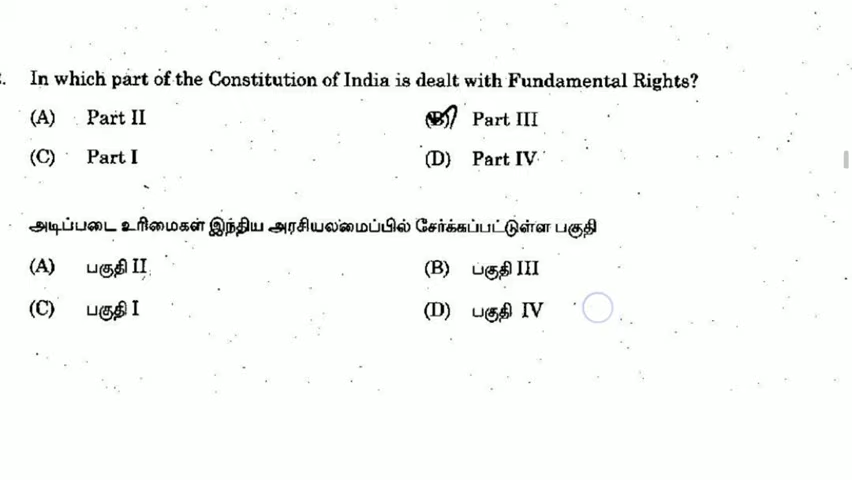 In which part of the Constitution of India is dealt with Fundamental Rights?
(A) Part II (B) Part III
(C) Part I (D) Part IV
அடிப்படை உரிமைகள் இந்திய அரசியலமைப்பில் சேர்க்கப்பட்டுள்ள பகுதி
(A) பகுதி II (B) பகுதி III
(C) பகுதி I (D) பகுதி IV